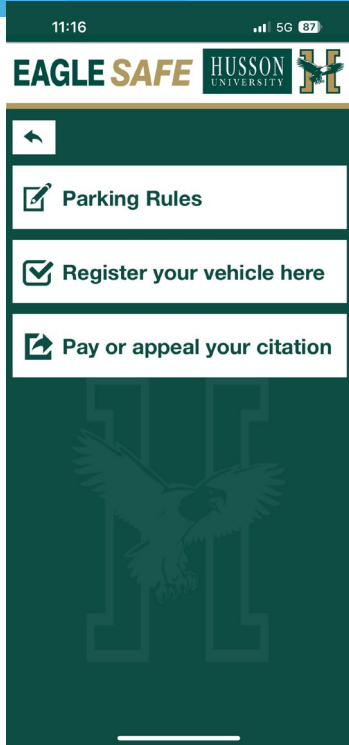 11:16 5G 87
EAGLE SAFE HUSSON
UNIVERSITY H
Parking Rules
Register your vehicle here
Pay or appeal your citation
H